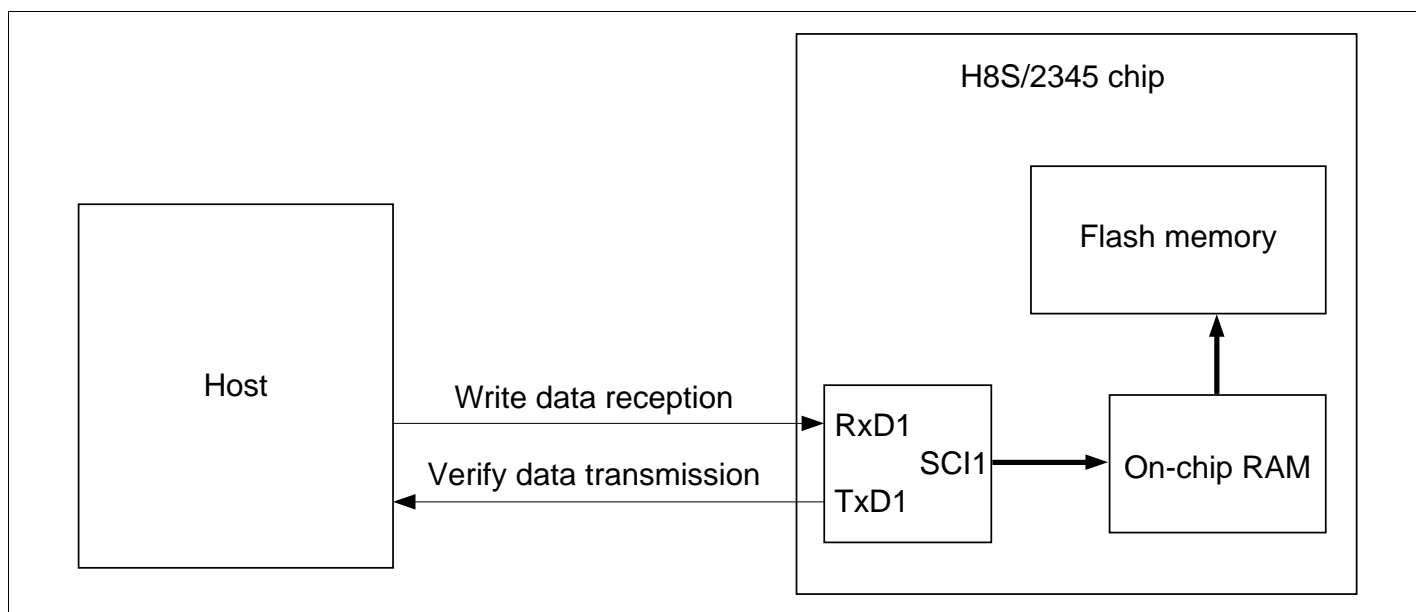 H8S/2345 chip
Flash memory
Host
Write data reception
RxD1
SCI1
On-chip RAM
Verify data transmission
TxD1